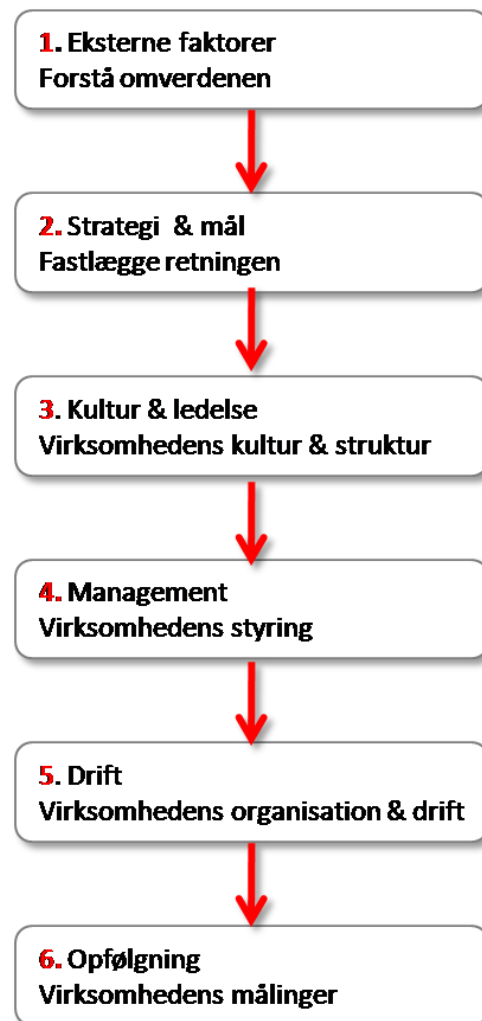 1. Eksterne faktorer
Forstå omverdenen
2. Strategi & mål
Fastlægge retningen
3. Kultur & ledelse
Virksomhedens kultur & struktur
4. Management
Virksomhedens styring
5. Drift
Virksomhedens organisation & drift
6. Opfølgning
Virksomhedens målinger